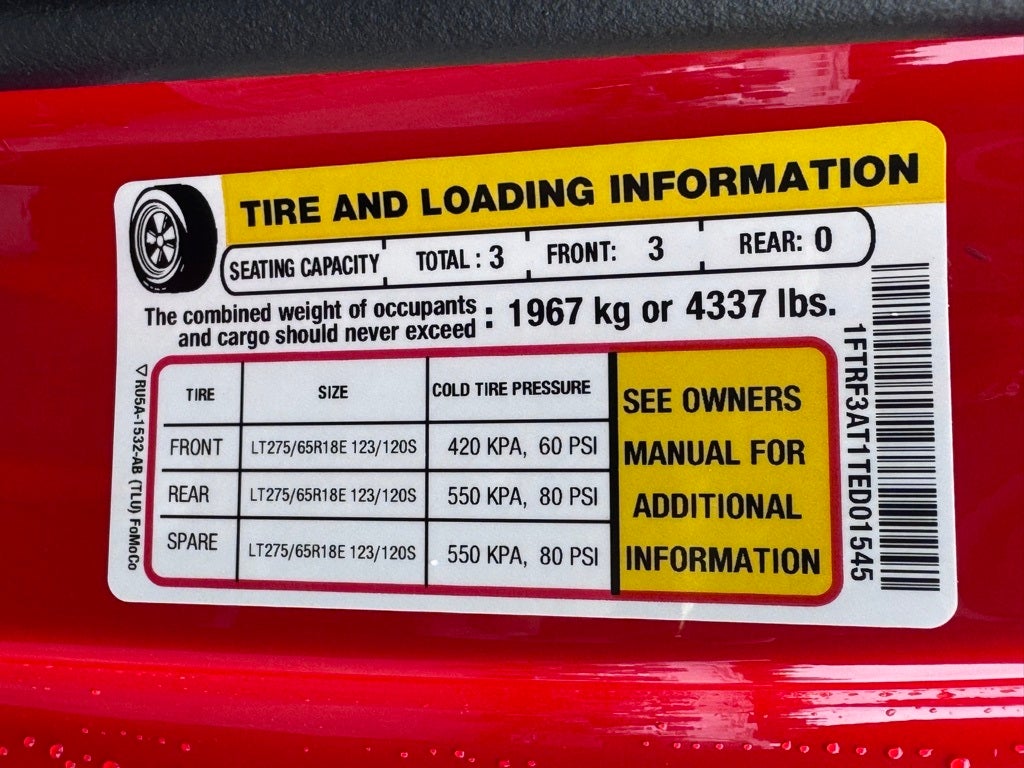 TIRE AND LOADING INFORMATION
SEATING CAPACITY TOTAL : 3 FRONT: 3 REAR: 0
The combined weight of occupants
and cargo should never exceed : 1967 kg or 4337 lbs.
TIRE SIZE COLD TIRE PRESSURE
FRONT LT275/65R18E 123/120S 420 KPA, 60 PSI
REAR LT275/65R18E 123/120S 550 KPA, 80 PSI
SPARE LT275/65R18E 123/120S 550 KPA, 80 PSI
SEE OWNERS
MANUAL FOR
ADDITIONAL
INFORMATION
▽RU5A-1532-AB (TLU) FoMoCo
1FTRF3AT1TED01545